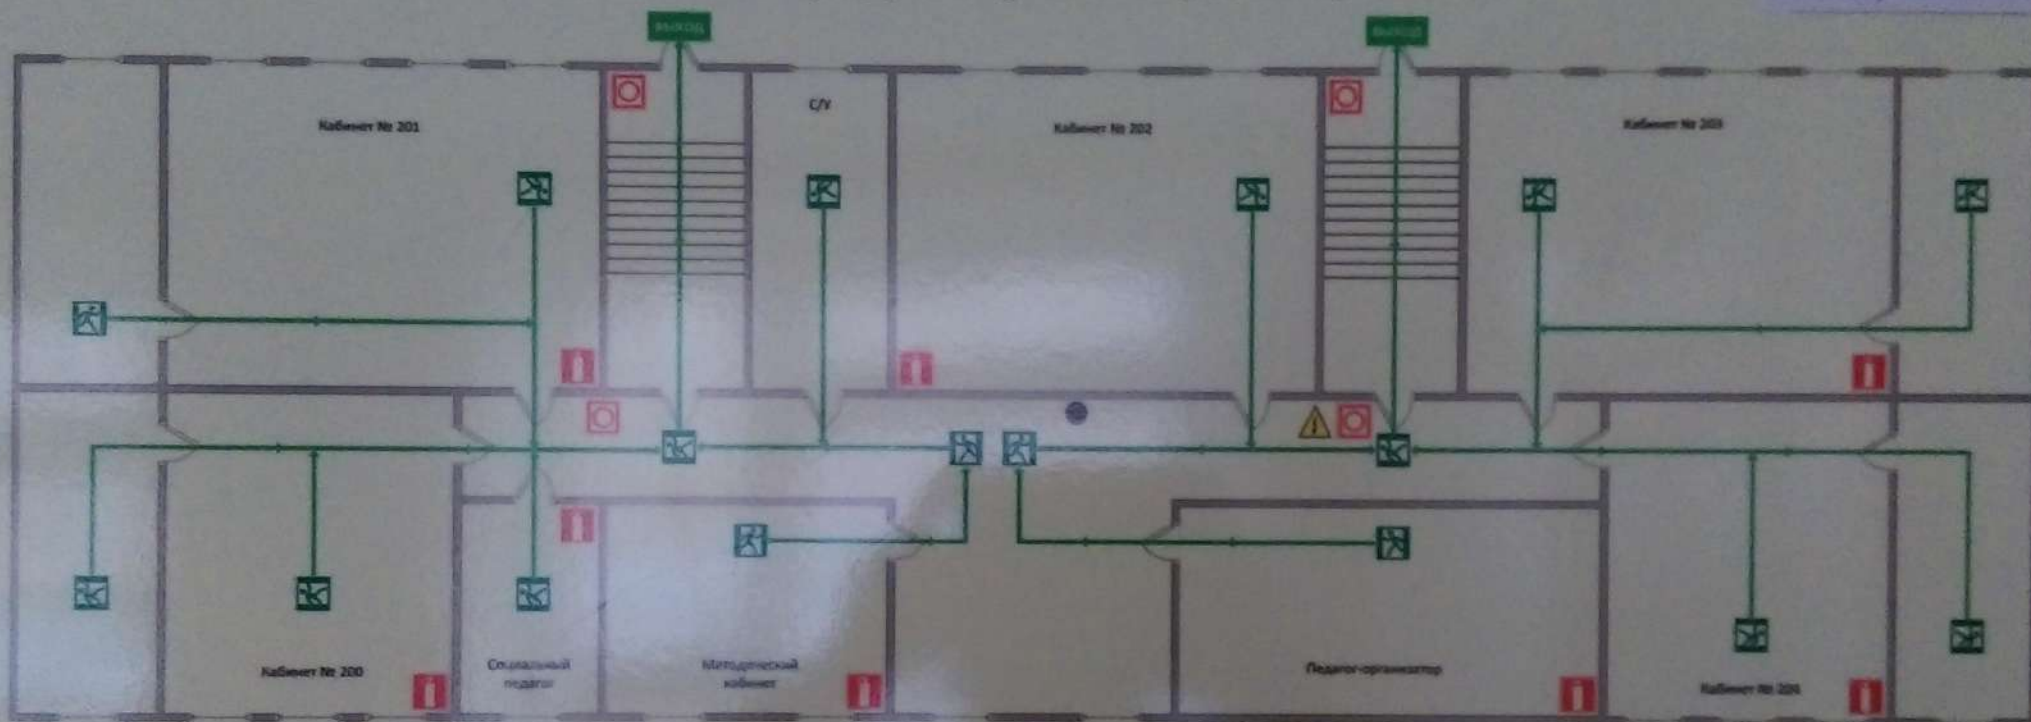 ВЫХОД
ВЫХОД
С/У
Кабинет № 201
Кабинет № 202
Кабинет № 203
Социальный
педагог
Методический
кабинет
Педагог-организатор
Кабинет № 200
Кабинет № 204